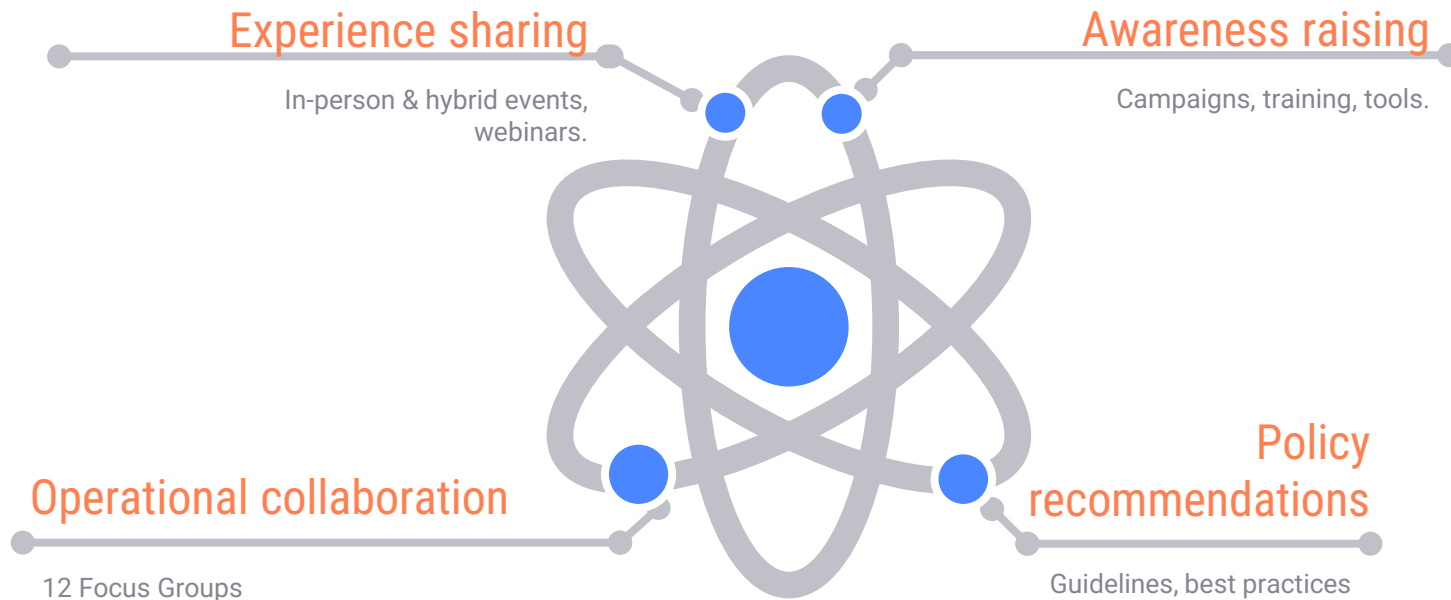 Experience sharing
In-person & hybrid events,
webinars.
Awareness raising
Campaigns, training, tools.
Operational collaboration
12 Focus Groups
Policy
recommendations
Guidelines, best practices